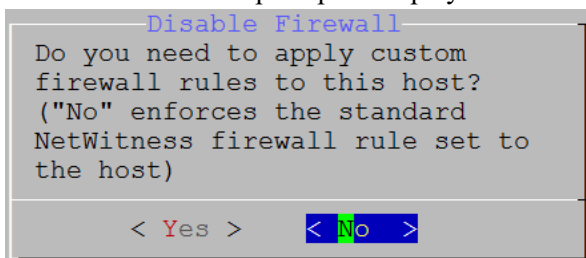 Disable Firewall
Do you need to apply custom
firewall rules to this host?
("No" enforces the standard
NetWitness firewall rule set to
the host)
< Yes > < No >